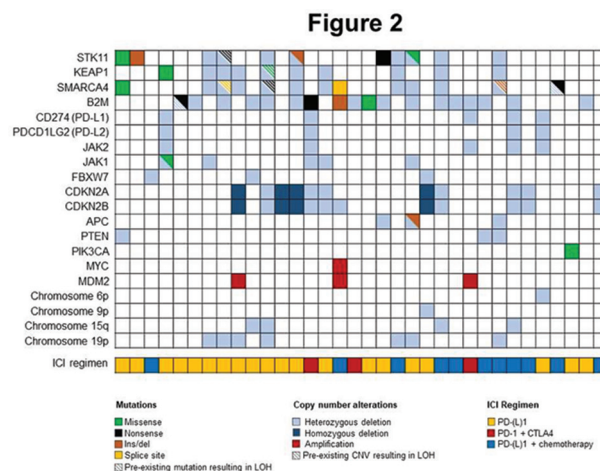 Figure 2
STK11
KEAP1
SMARCA4
B2M
CD274 (PD-L1)
PDCD1LG2 (PD-L2)
JAK2
JAK1
FBXW7
CDKN2A
CDKN2B
APC
PTEN
PIK3CA
MYC
MDM2
Chromosome 6p
Chromosome 9p
Chromosome 15q
Chromosome 19p
ICI regimen
Mutations
Missense
Nonsense
Ins/del
Splice site
Pre-existing mutation resulting in LOH
Copy number alterations
Heterozygous deletion
Homozygous deletion
Amplification
Pre-existing CNV resulting in LOH
ICI Regimen
PD-(L)1
PD-1 + CTLA4
PD-(L)1 + chemotherapy